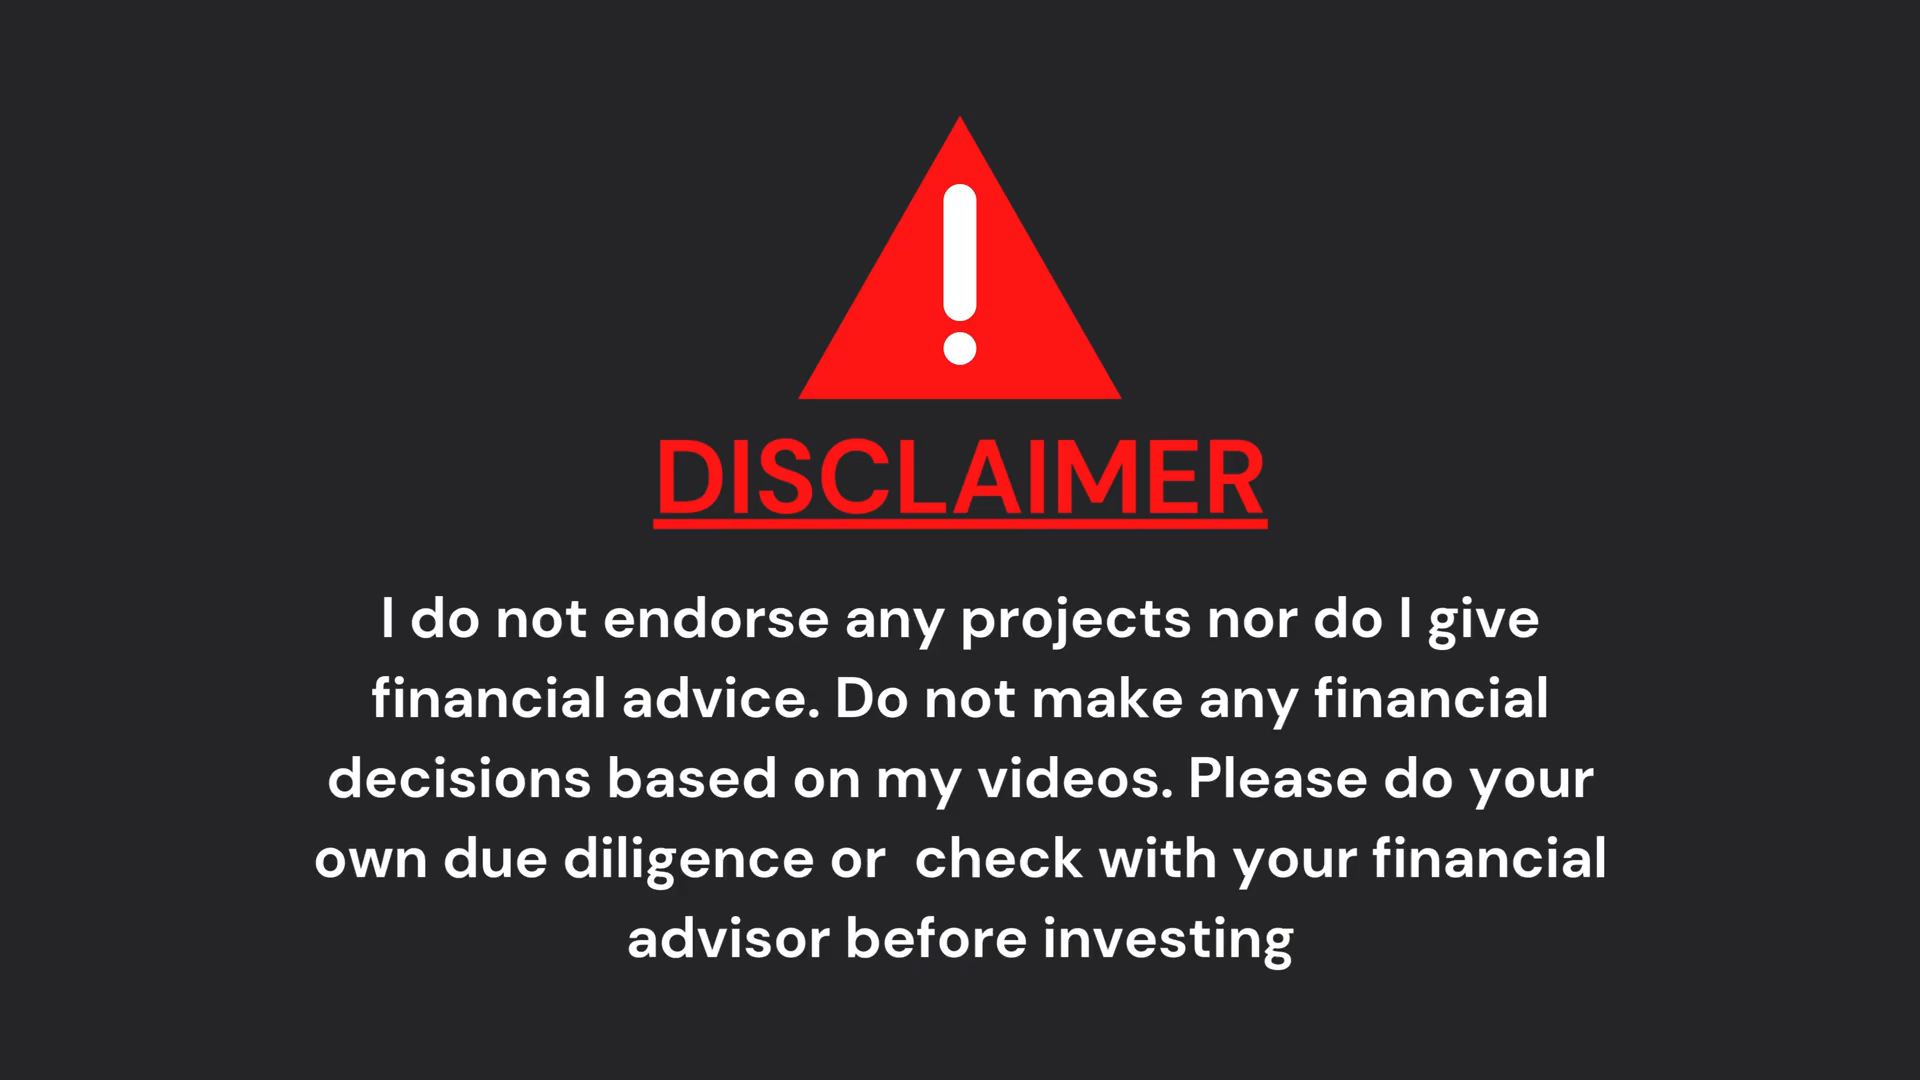 DISCLAIMER
I do not endorse any projects nor do I give
financial advice. Do not make any financial
decisions based on my videos. Please do your
own due diligence or  check with your financial
advisor before investing